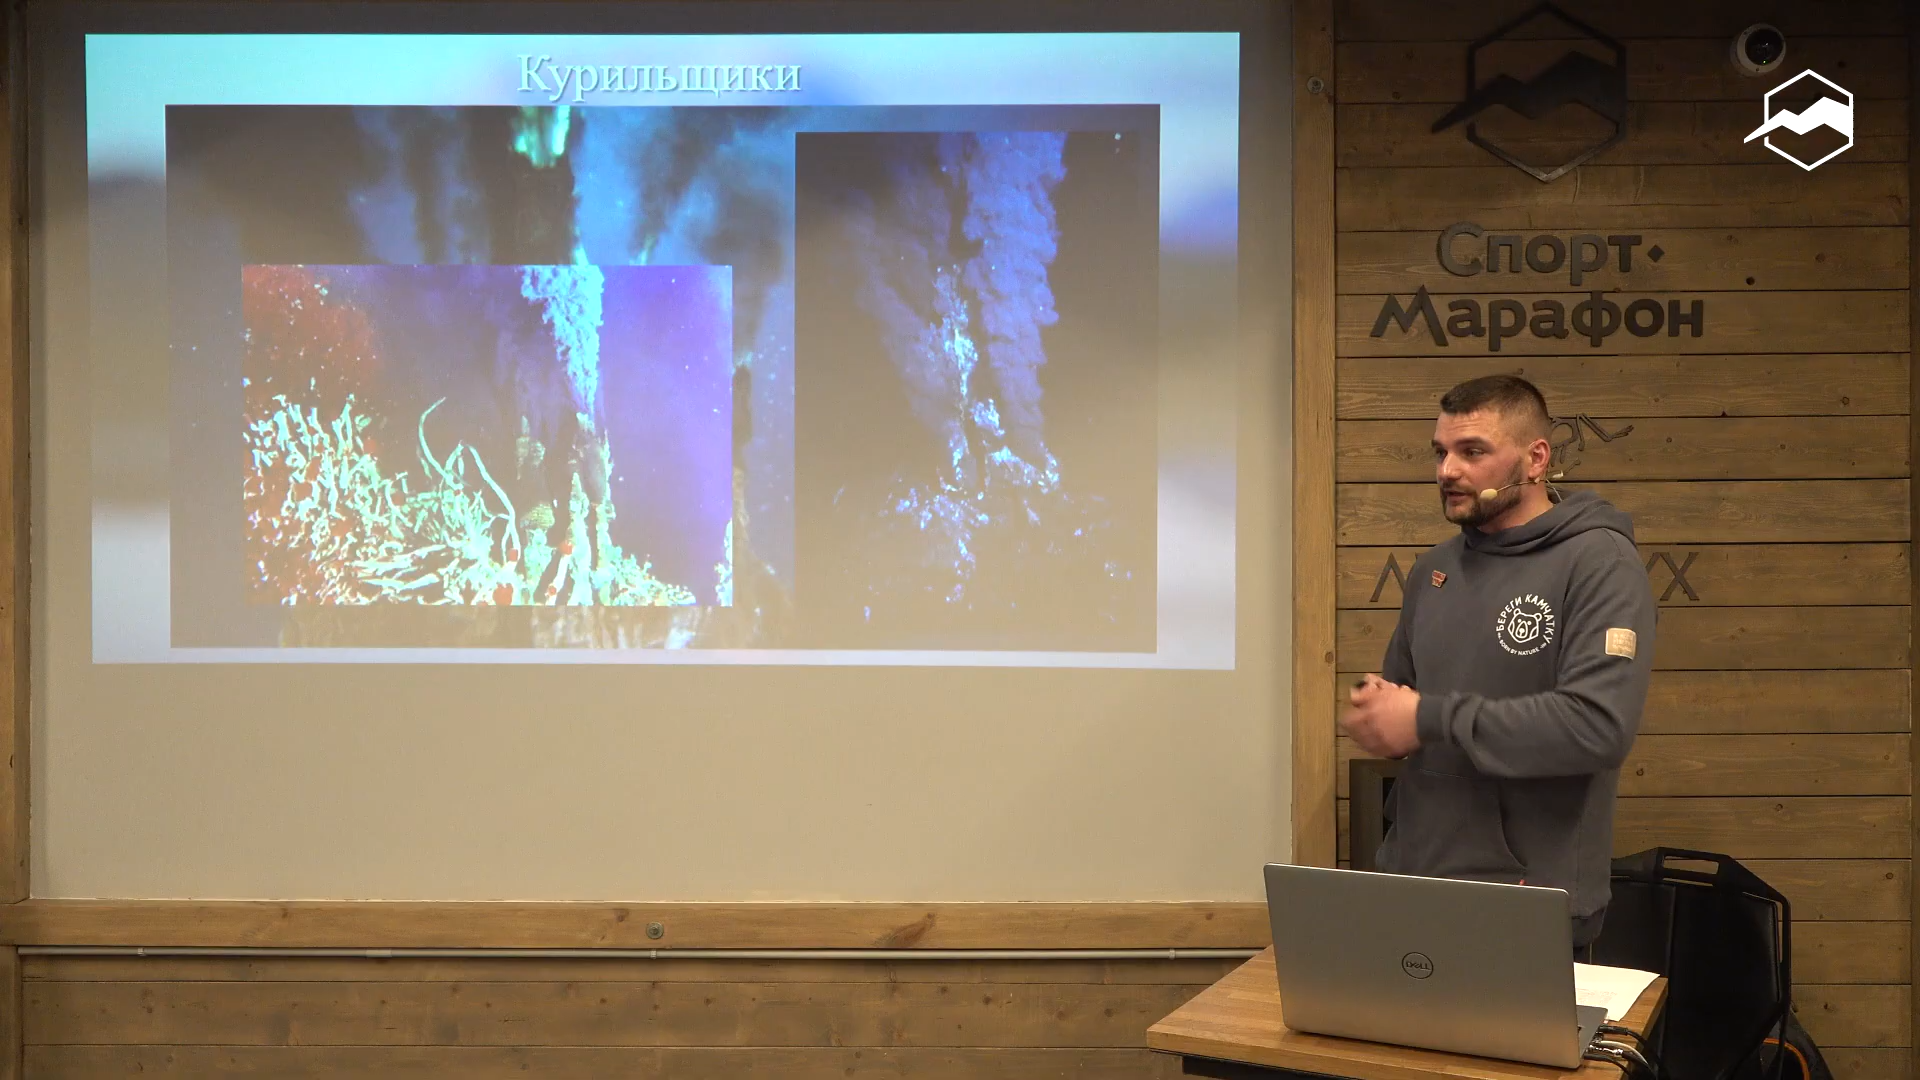 Курильщики
Спорт-
Марафон
БЕРЕГИ КАМЧАТКУ
BORN BY NATURE
DELL